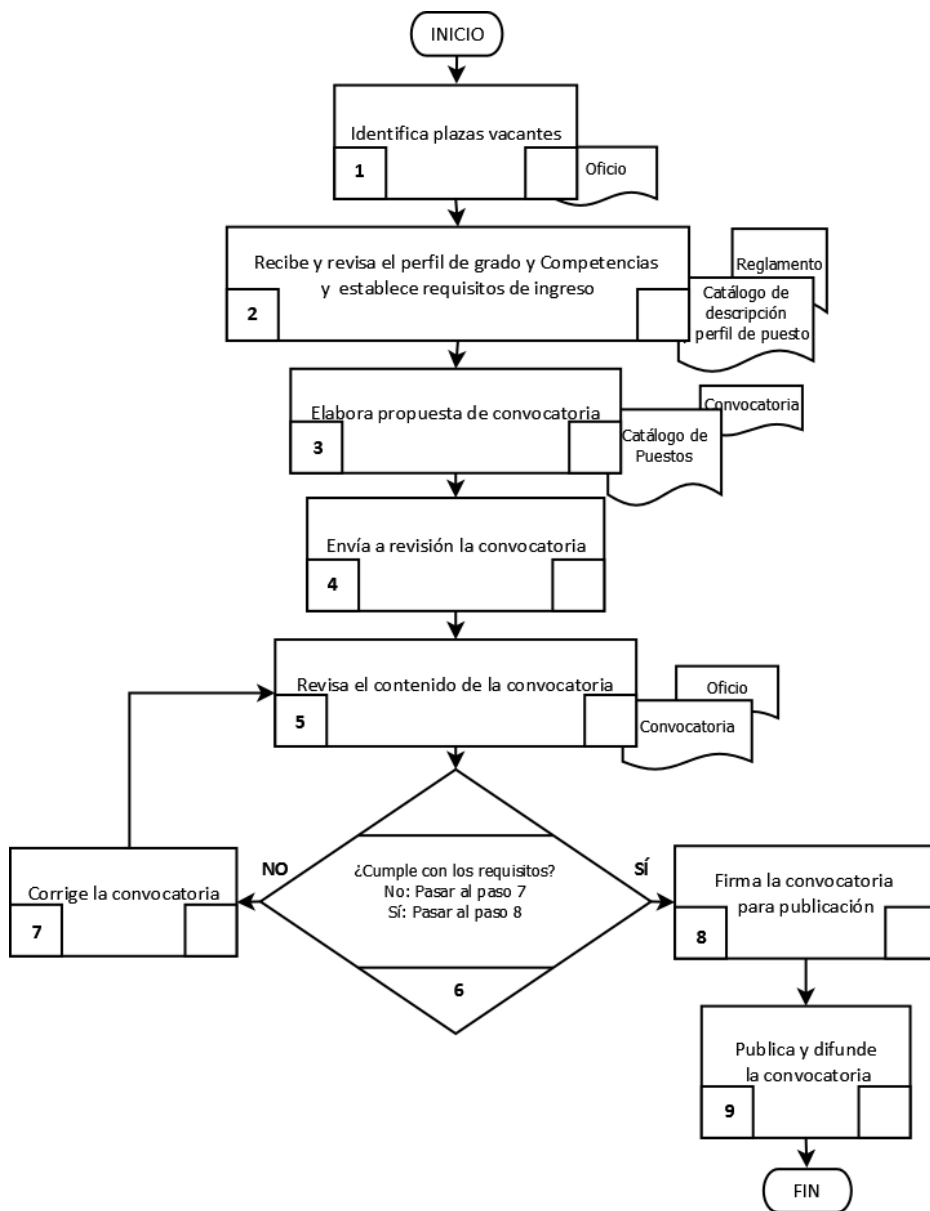 INICIO
Identifica plazas vacantes
1
Oficio
Recibe y revisa el perfil de grado y Competencias
y establece requisitos de ingreso
2
Reglamento
Catálogo de
descripción
perfil de puesto
Elabora propuesta de convocatoria
3
Convocatoria
Catálogo de
Puestos
Envía a revisión la convocatoria
4
Revisa el contenido de la convocatoria
5
Oficio
Convocatoria
¿Cumple con los requisitos?
No: Pasar al paso 7
Sí: Pasar al paso 8
6
NO
SÍ
Corrige la convocatoria
7
Firma la convocatoria
para publicación
8
Publica y difunde
la convocatoria
9
FIN